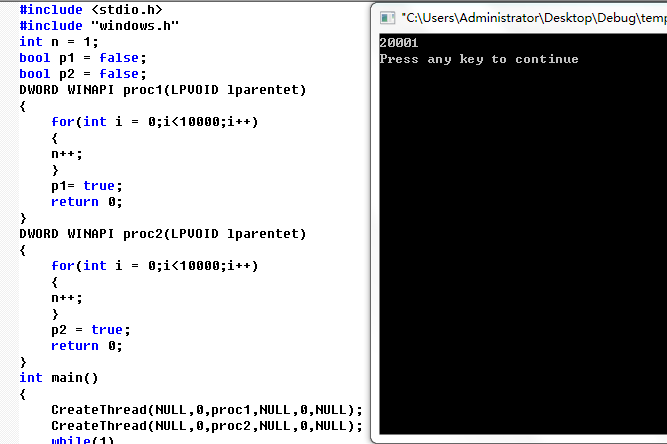 #include <stdio.h>
#include "windows.h"
int n = 1;
bool p1 = false;
bool p2 = false;
DWORD WINAPI proc1(LPVOID lparentet)
{
    for(int i = 0;i<10000;i++)
    {
    n++;
    }
    p1= true;
    return 0;
}
DWORD WINAPI proc2(LPVOID lparentet)
{
    for(int i = 0;i<10000;i++)
    {
    n++;
    }
    p2 = true;
    return 0;
}
int main()
{
    CreateThread(NULL,0,proc1,NULL,0,NULL);
    CreateThread(NULL,0,proc2,NULL,0,NULL);
    while(1)
"C:\Users\Administrator\Desktop\Debug\temp
20001
Press any key to continue